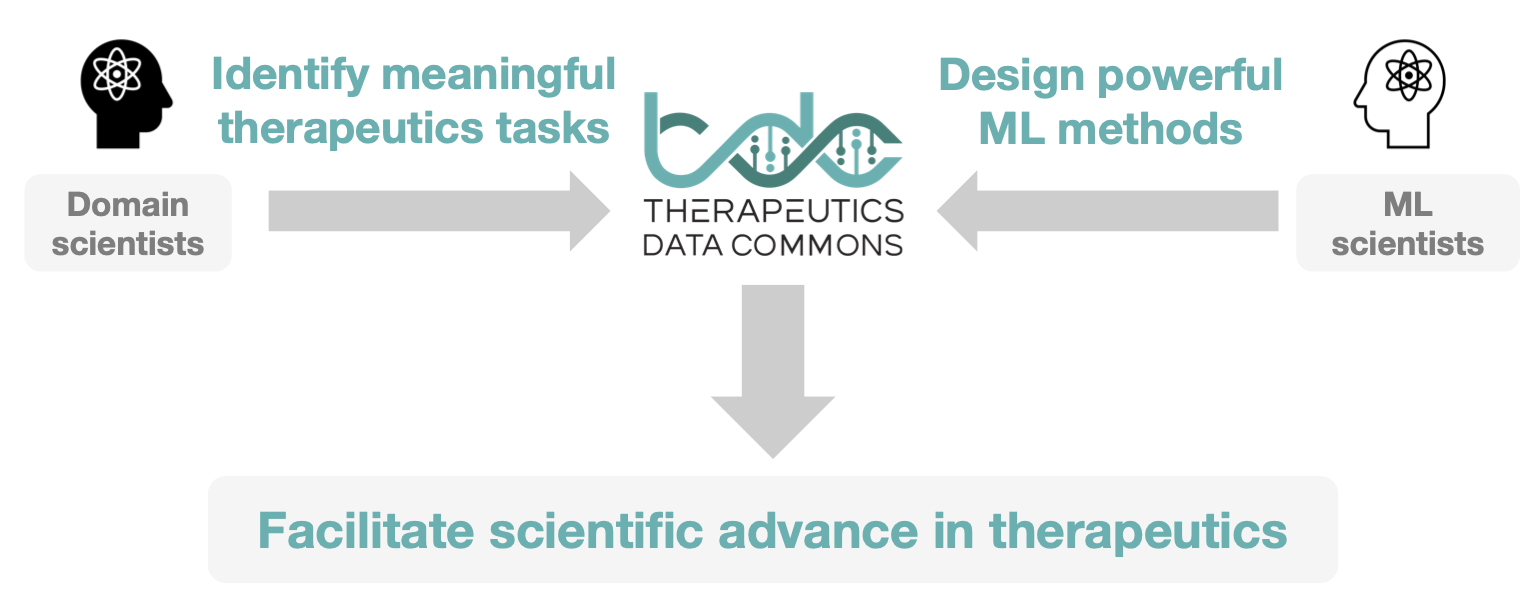 Identify meaningful
therapeutics tasks
Domain
scientists
tdc
THERAPEUTICS
DATA COMMONS
Design powerful
ML methods
ML
scientists
Facilitate scientific advance in therapeutics